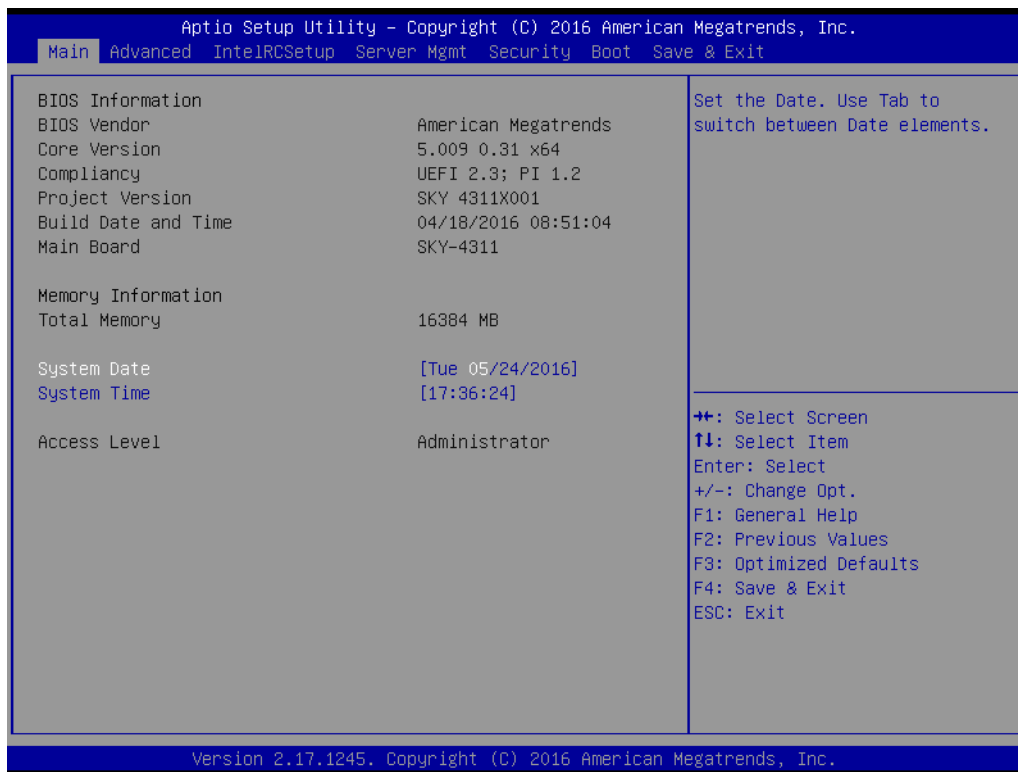 Aptio Setup Utility – Copyright (C) 2016 American Megatrends, Inc.
Main Advanced IntelRCSetup Server Mgmt Security Boot Save & Exit
BIOS Information
BIOS Vendor American Megatrends
Core Version 5.009 0.31 x64
Compliancy UEFI 2.3; PI 1.2
Project Version SKY 4311X001
Build Date and Time 04/18/2016 08:51:04
Main Board SKY-4311
Memory Information
Total Memory 16384 MB
System Date [Tue 05/24/2016]
System Time [17:36:24]
Access Level Administrator
Set the Date. Use Tab to
switch between Date elements.
→←: Select Screen
↑↓: Select Item
Enter: Select
+/-: Change Opt.
F1: General Help
F2: Previous Values
F3: Optimized Defaults
F4: Save & Exit
ESC: Exit
Version 2.17.1245. Copyright (C) 2016 American Megatrends, Inc.